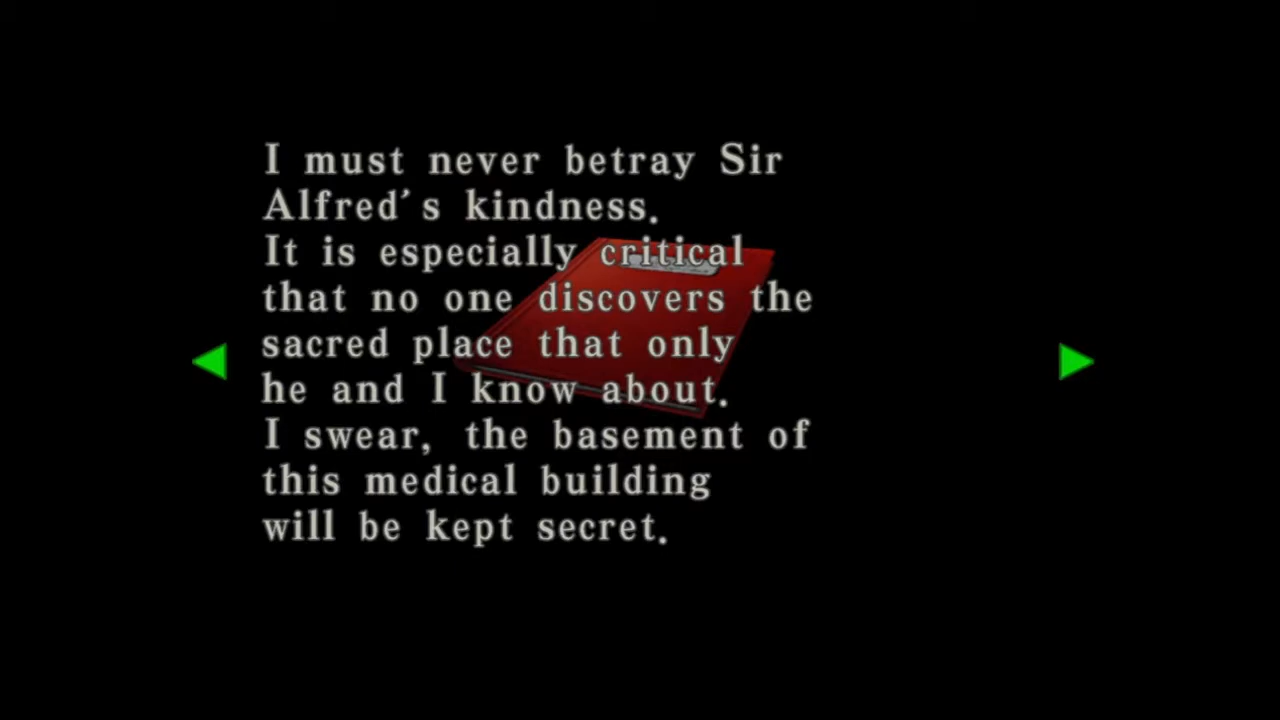 I must never betray Sir
Alfred's kindness.
It is especially critical
that no one discovers the
sacred place that only
he and I know about.
I swear, the basement of
this medical building
will be kept secret.